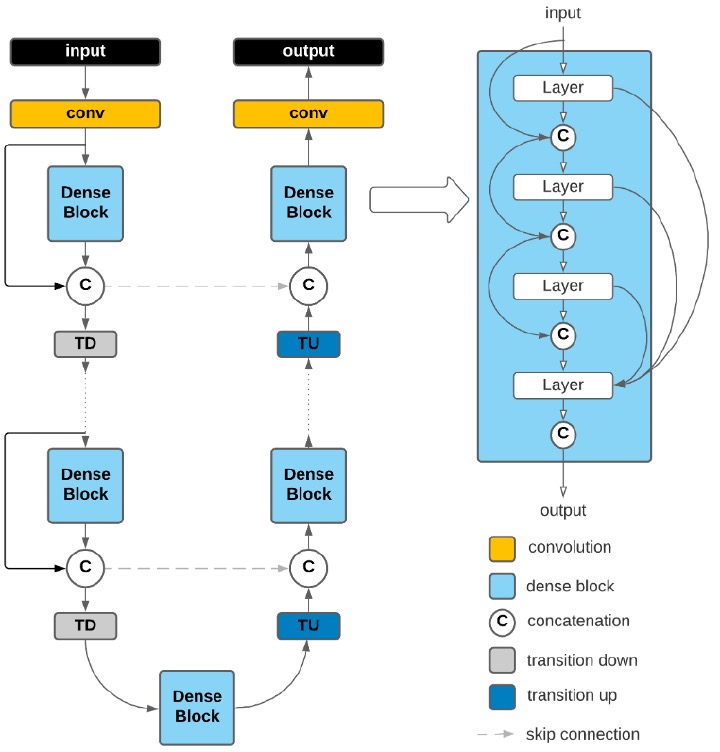 input
output
input
conv
conv
Layer
C
Dense
Block
Dense
Block
Layer
C
C
C
Layer
TD
TU
C
Layer
C
Dense
Block
Dense
Block
output
convolution
C
C
dense block
C
concatenation
TD
TU
transition down
Dense
Block
transition up
skip connection